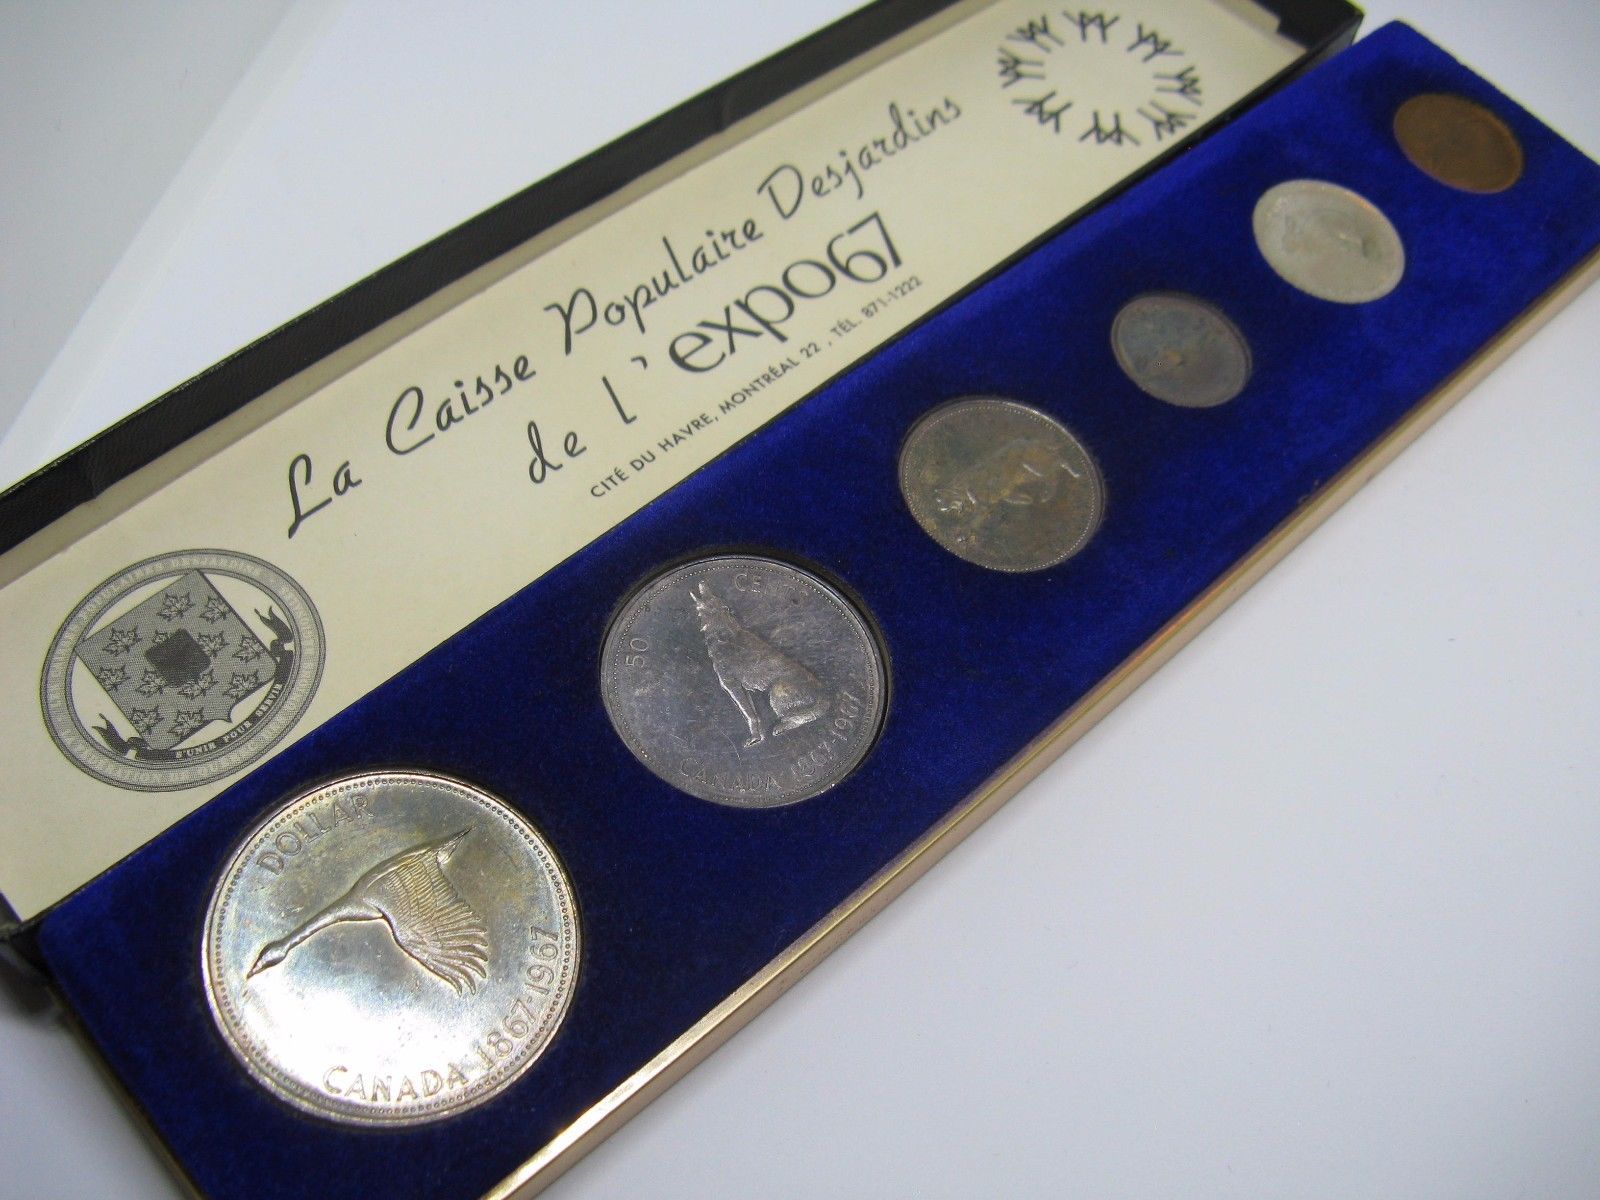 La Caisse Populaire Desjardins
de l'expo67
CITÉ DU HAVRE, MONTRÉAL 22, TÉL. 871-1222
S'UNIR POUR SERVIR
50 CENTS
CANADA 1867-1967
DOLLAR
CANADA 1867-1967